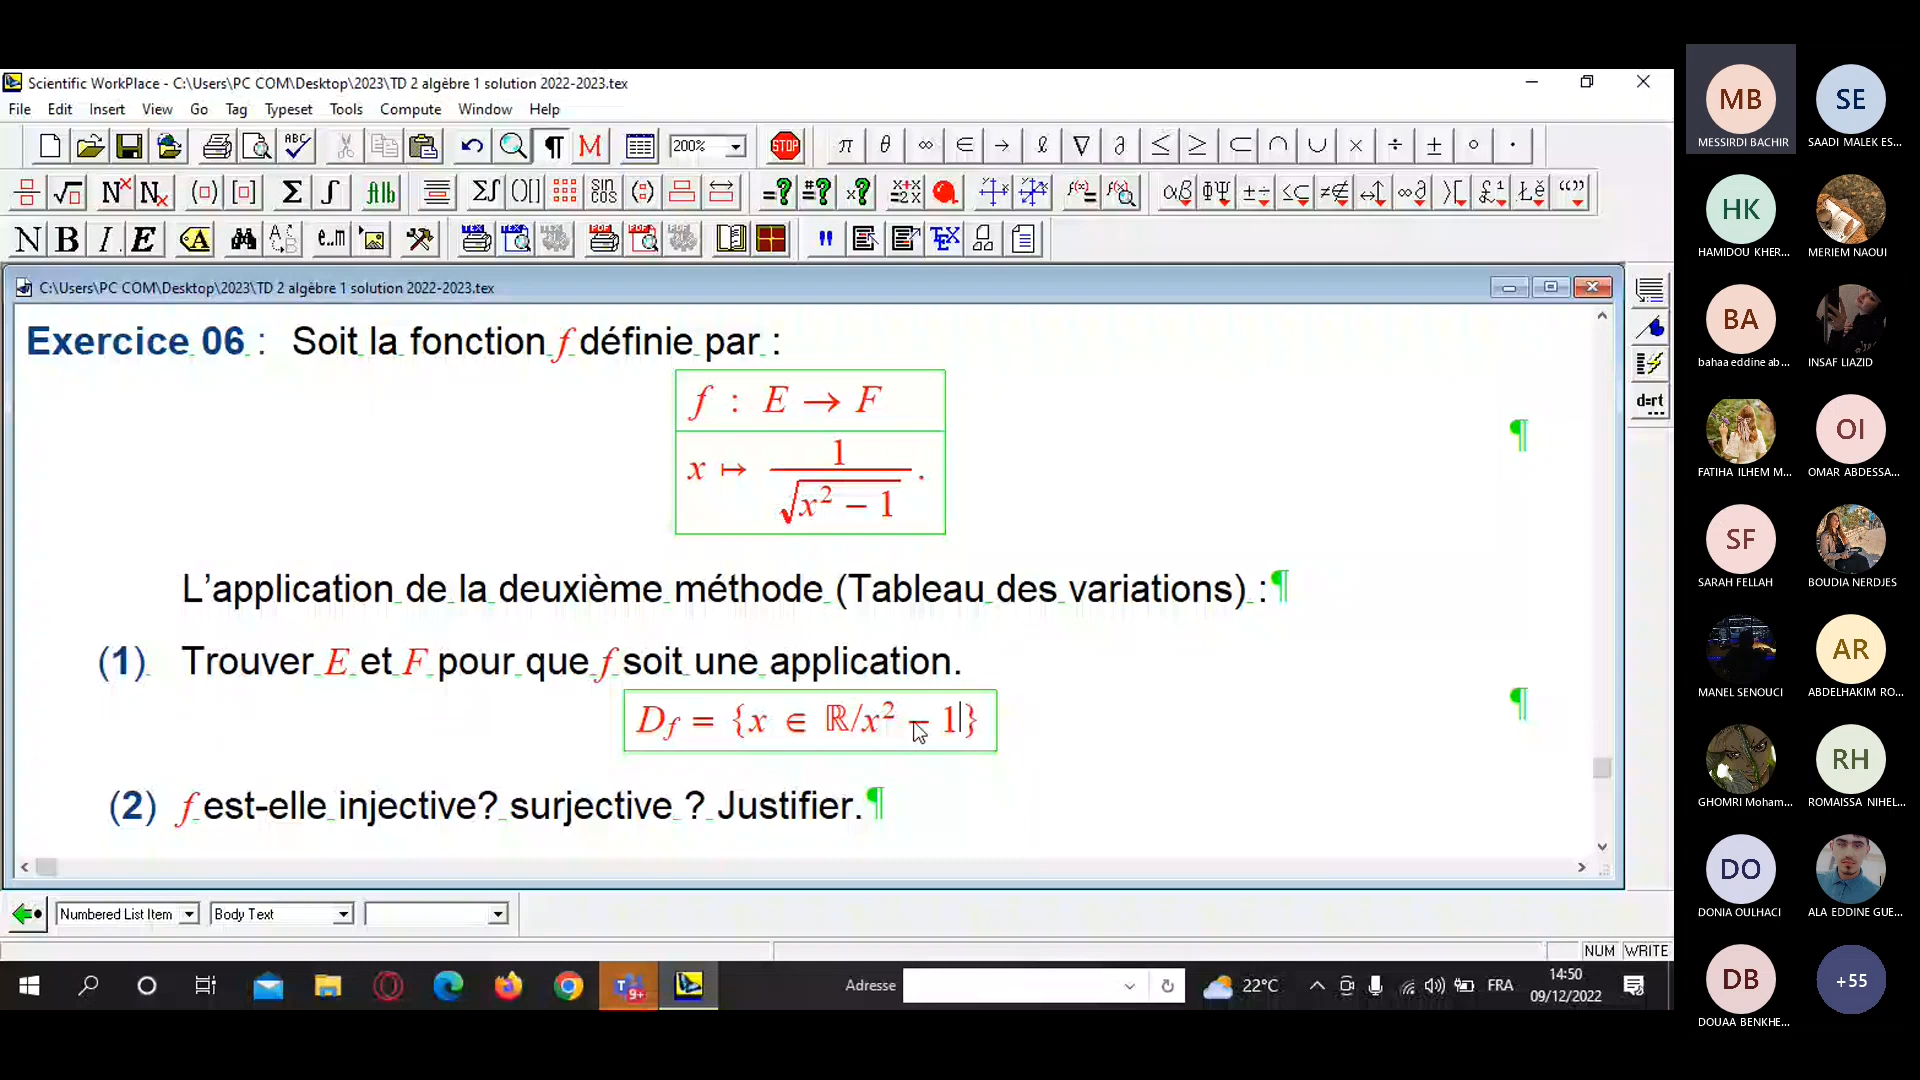 Scientific WorkPlace - C:\Users\PC COM\Desktop\2023\TD 2 algèbre 1 solution 2022-2023.tex
File Edit Insert View Go Tag Typeset Tools Compute Window Help
200% STOP π θ ∞ ∈ → ℓ ∇ ∂ ≤ ≥ ⊂ ∩ ∪ × ÷ ± ∘ ·
N B I E
C:\Users\PC COM\Desktop\2023\TD 2 algèbre 1 solution 2022-2023.tex
Exercice 06 : Soit la fonction f définie par :
f : E → F
x ↦ 1/√(x² − 1) .
L'application de la deuxième méthode (Tableau des variations) :¶
(1) Trouver E et F pour que f soit une application.
D_f = {x ∈ ℝ/x² − 1}
(2) f est-elle injective? surjective ? Justifier.¶
Numbered List Item Body Text
NUM WRITE
Adresse 22°C FRA 14:50
09/12/2022
MB SE
MESSIRDI BACHIR SAADI MALEK ES...
HK
HAMIDOU KHER... MERIEM NAOUI
BA
bahaa eddine ab... INSAF LIAZID
OI
FATIHA ILHEM M... OMAR ABDESSA...
SF
SARAH FELLAH BOUDIA NERDJES
AR
MANEL SENOUCI ABDELHAKIM RO...
RH
GHOMRI Moham... ROMAISSA NIHEL...
DO
DONIA OULHACI ALA EDDINE GUE...
DB +55
DOUAA BENKHE...